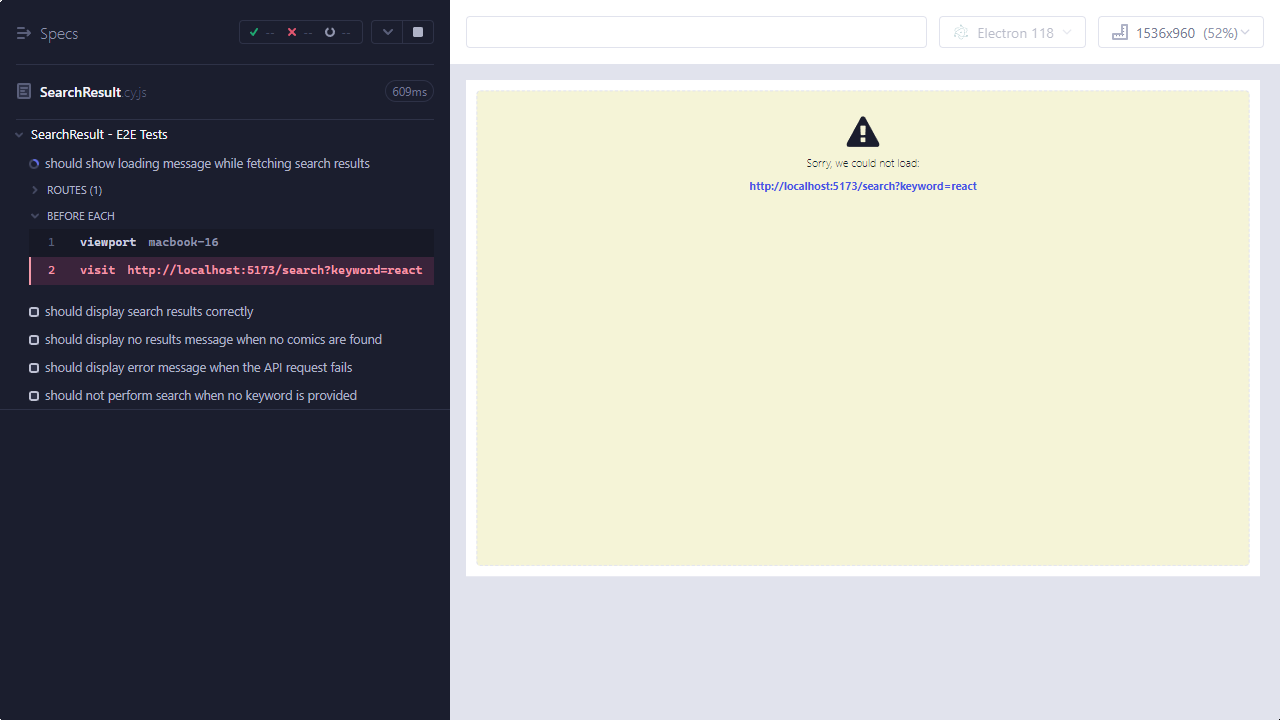 Specs
-- -- --
SearchResult.cy.js
609ms
SearchResult - E2E Tests
should show loading message while fetching search results
ROUTES (1)
BEFORE EACH
1 viewport macbook-16
2 visit http://localhost:5173/search?keyword=react
should display search results correctly
should display no results message when no comics are found
should display error message when the API request fails
should not perform search when no keyword is provided
Electron 118
1536x960 (52%)
Sorry, we could not load:
http://localhost:5173/search?keyword=react